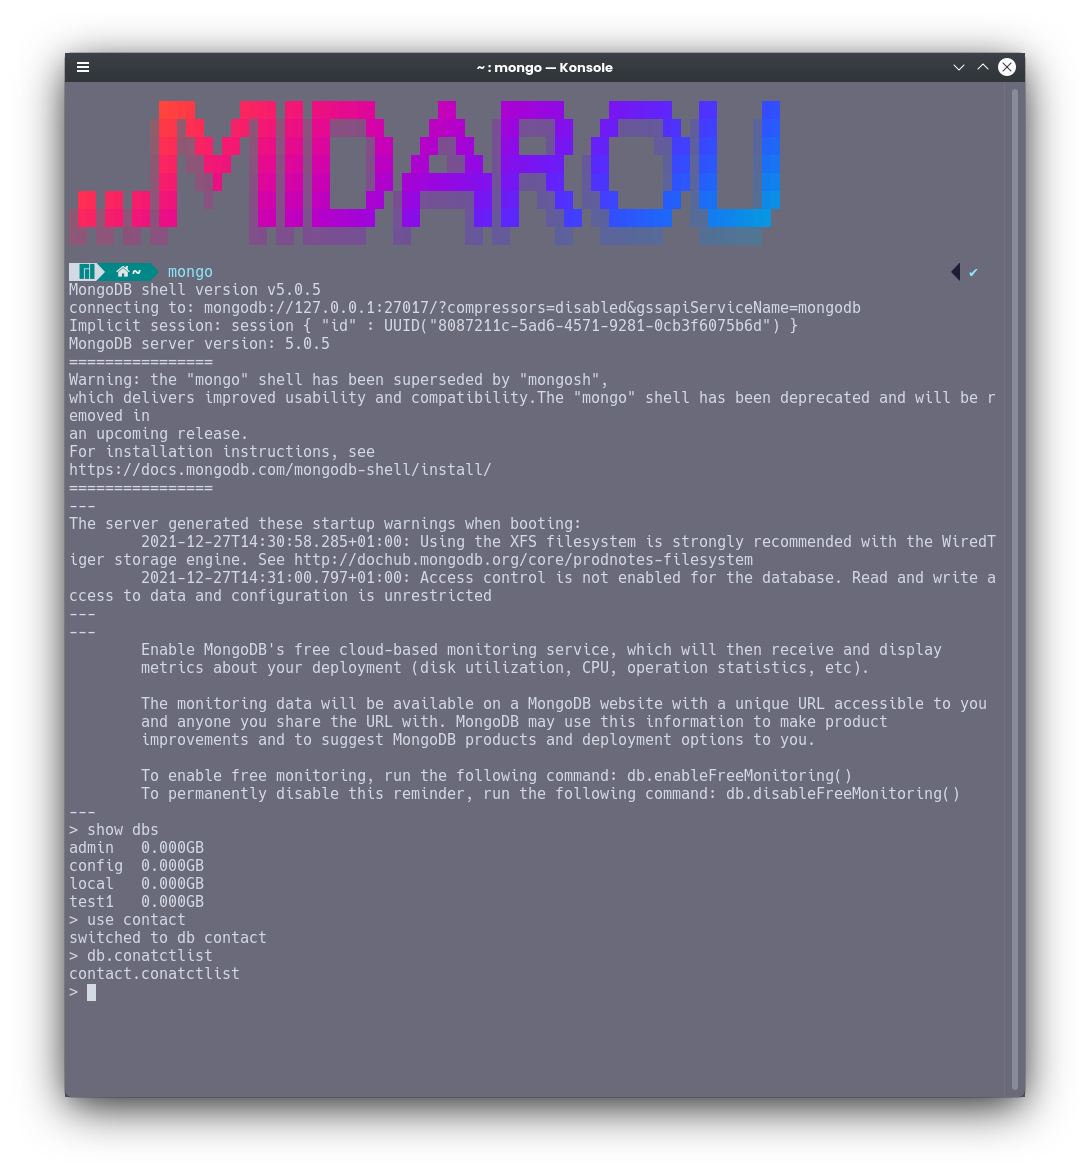 ~ : mongo — Konsole
...MIDAROU
~ mongo ✔
MongoDB shell version v5.0.5
connecting to: mongodb://127.0.0.1:27017/?compressors=disabled&gssapiServiceName=mongodb
Implicit session: session { "id" : UUID("8087211c-5ad6-4571-9281-0cb3f6075b6d") }
MongoDB server version: 5.0.5
================
Warning: the "mongo" shell has been superseded by "mongosh",
which delivers improved usability and compatibility.The "mongo" shell has been deprecated and will be r
emoved in
an upcoming release.
For installation instructions, see
https://docs.mongodb.com/mongodb-shell/install/
================
---
The server generated these startup warnings when booting:
        2021-12-27T14:30:58.285+01:00: Using the XFS filesystem is strongly recommended with the WiredT
iger storage engine. See http://dochub.mongodb.org/core/prodnotes-filesystem
        2021-12-27T14:31:00.797+01:00: Access control is not enabled for the database. Read and write a
ccess to data and configuration is unrestricted
---
---
        Enable MongoDB's free cloud-based monitoring service, which will then receive and display
        metrics about your deployment (disk utilization, CPU, operation statistics, etc).

        The monitoring data will be available on a MongoDB website with a unique URL accessible to you
        and anyone you share the URL with. MongoDB may use this information to make product
        improvements and to suggest MongoDB products and deployment options to you.

        To enable free monitoring, run the following command: db.enableFreeMonitoring()
        To permanently disable this reminder, run the following command: db.disableFreeMonitoring()
---
> show dbs
admin   0.000GB
config  0.000GB
local   0.000GB
test1   0.000GB
> use contact
switched to db contact
> db.conatctlist
contact.conatctlist
>